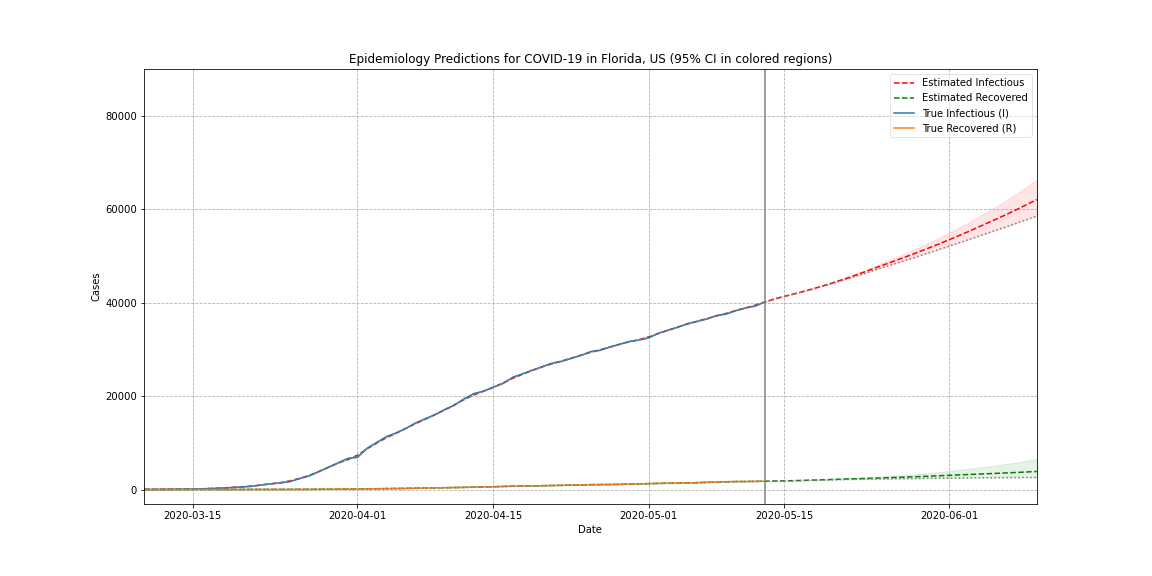 Epidemiology Predictions for COVID-19 in Florida, US (95% CI in colored regions)
Estimated Infectious
Estimated Recovered
True Infectious (I)
True Recovered (R)
80000
60000
40000
20000
0
Cases
2020-03-15
2020-04-01
2020-04-15
2020-05-01
2020-05-15
2020-06-01
Date